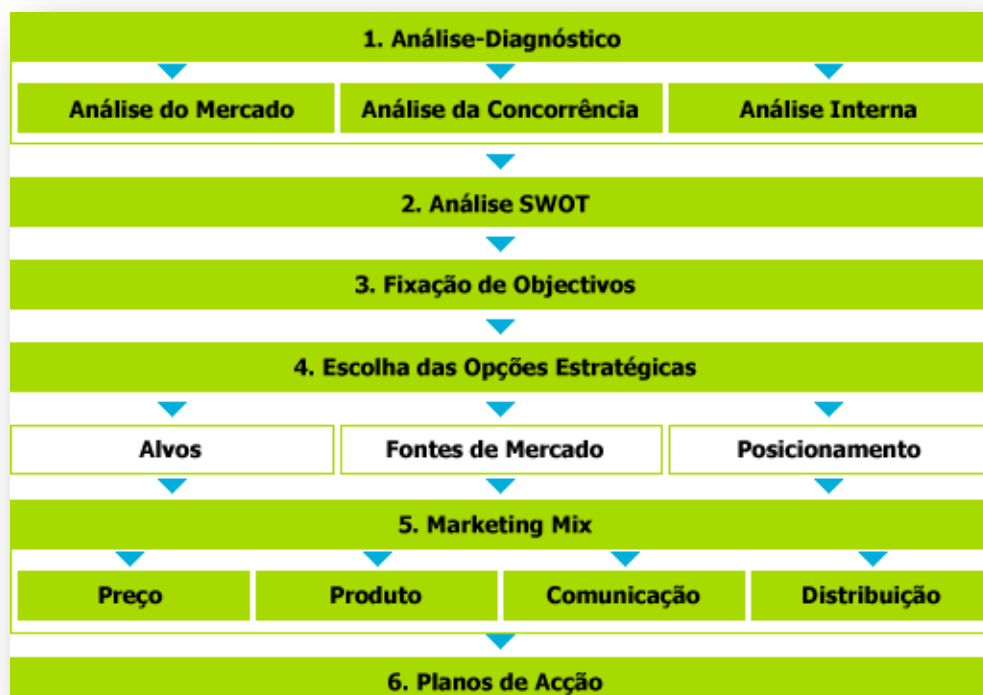 1. Análise-Diagnóstico
Análise do Mercado
Análise da Concorrência
Análise Interna
2. Análise SWOT
3. Fixação de Objectivos
4. Escolha das Opções Estratégicas
Alvos
Fontes de Mercado
Posicionamento
5. Marketing Mix
Preço
Produto
Comunicação
Distribuição
6. Planos de Acção